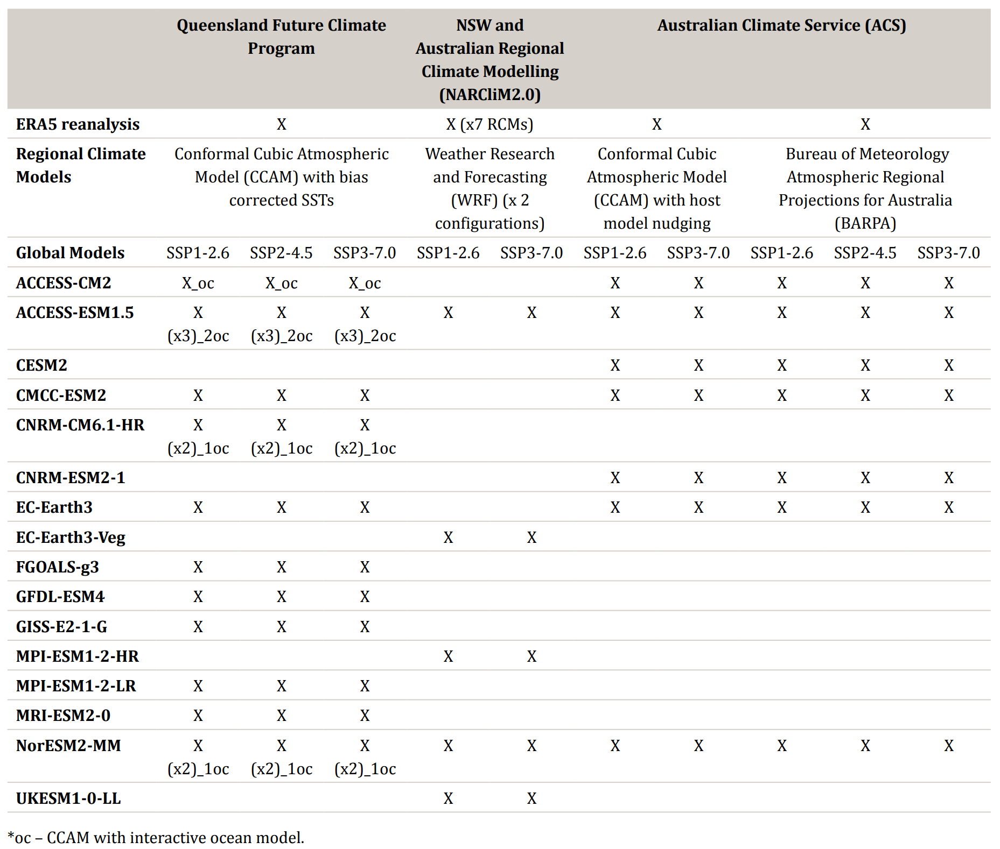 Queensland Future Climate Program
NSW and Australian Regional Climate Modelling (NARCliM2.0)
Australian Climate Service (ACS)
ERA5 reanalysis X X (x7 RCMs) X X
Regional Climate Models
Conformal Cubic Atmospheric Model (CCAM) with bias corrected SSTs
Weather Research and Forecasting (WRF) (x 2 configurations)
Conformal Cubic Atmospheric Model (CCAM) with host model nudging
Bureau of Meteorology Atmospheric Regional Projections for Australia (BARPA)
Global Models SSP1-2.6 SSP2-4.5 SSP3-7.0 SSP1-2.6 SSP3-7.0 SSP1-2.6 SSP3-7.0 SSP1-2.6 SSP2-4.5 SSP3-7.0
ACCESS-CM2 X_oc X_oc X_oc X X X X X
ACCESS-ESM1.5 X X X X X X X X X X
(x3)_2oc (x3)_2oc (x3)_2oc
CESM2 X X X X X
CMCC-ESM2 X X X X X X X X
CNRM-CM6.1-HR X X X
(x2)_1oc (x2)_1oc (x2)_1oc
CNRM-ESM2-1 X X X X X
EC-Earth3 X X X X X X X X
EC-Earth3-Veg X X
FGOALS-g3 X X X
GFDL-ESM4 X X X
GISS-E2-1-G X X X
MPI-ESM1-2-HR X X
MPI-ESM1-2-LR X X X
MRI-ESM2-0 X X X
NorESM2-MM X X X X X X X X X X
(x2)_1oc (x2)_1oc (x2)_1oc
UKESM1-0-LL X X
*oc – CCAM with interactive ocean model.